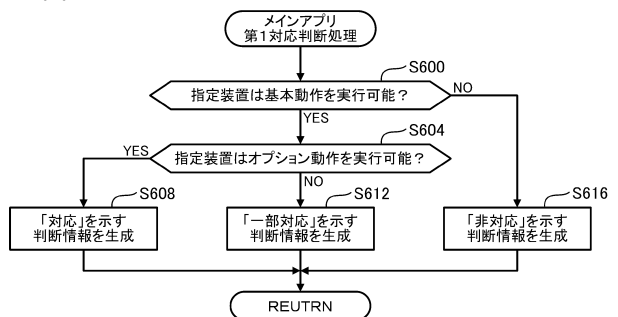 メインアプリ
第1対応判断処理
S600
指定装置は基本動作を実行可能?
NO
YES
S604
YES
指定装置はオプション動作を実行可能?
NO
S608
「対応」を示す
判断情報を生成
S612
「一部対応」を示す
判断情報を生成
S616
「非対応」を示す
判断情報を生成
REUTRN